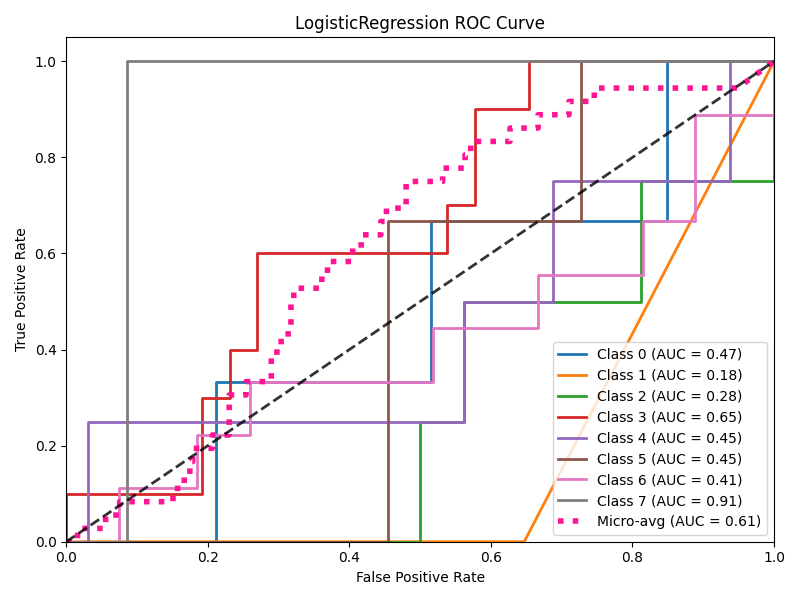 LogisticRegression ROC Curve
True Positive Rate
1.0
0.8
0.6
0.4
0.2
0.0
Class 0 (AUC = 0.47)
Class 1 (AUC = 0.18)
Class 2 (AUC = 0.28)
Class 3 (AUC = 0.65)
Class 4 (AUC = 0.45)
Class 5 (AUC = 0.45)
Class 6 (AUC = 0.41)
Class 7 (AUC = 0.91)
Micro-avg (AUC = 0.61)
0.0 0.2 0.4 0.6 0.8 1.0
False Positive Rate